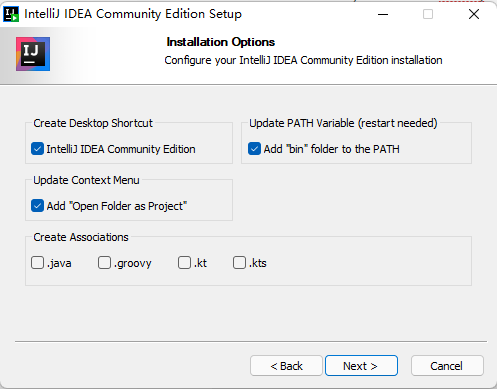 IntelliJ IDEA Community Edition Setup
IJ
Installation Options
Configure your IntelliJ IDEA Community Edition installation
Create Desktop Shortcut
IntelliJ IDEA Community Edition
Update PATH Variable (restart needed)
Add "bin" folder to the PATH
Update Context Menu
Add "Open Folder as Project"
Create Associations
.java .groovy .kt .kts
< Back Next > Cancel